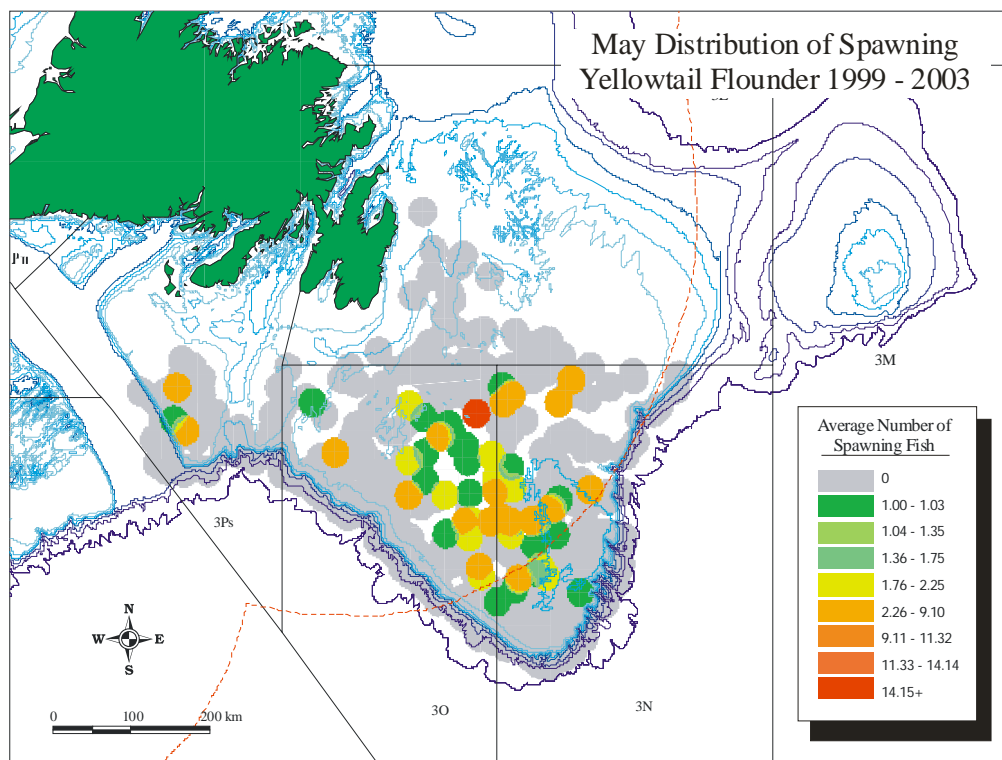 May Distribution of Spawning
Yellowtail Flounder 1999 - 2003
3M
Average Number of
Spawning Fish
0
1.00 - 1.03
1.04 - 1.35
1.36 - 1.75
1.76 - 2.25
2.26 - 9.10
9.11 - 11.32
11.33 - 14.14
14.15+
3Ps
N
W E
S
0 100 200 km
3O
3N